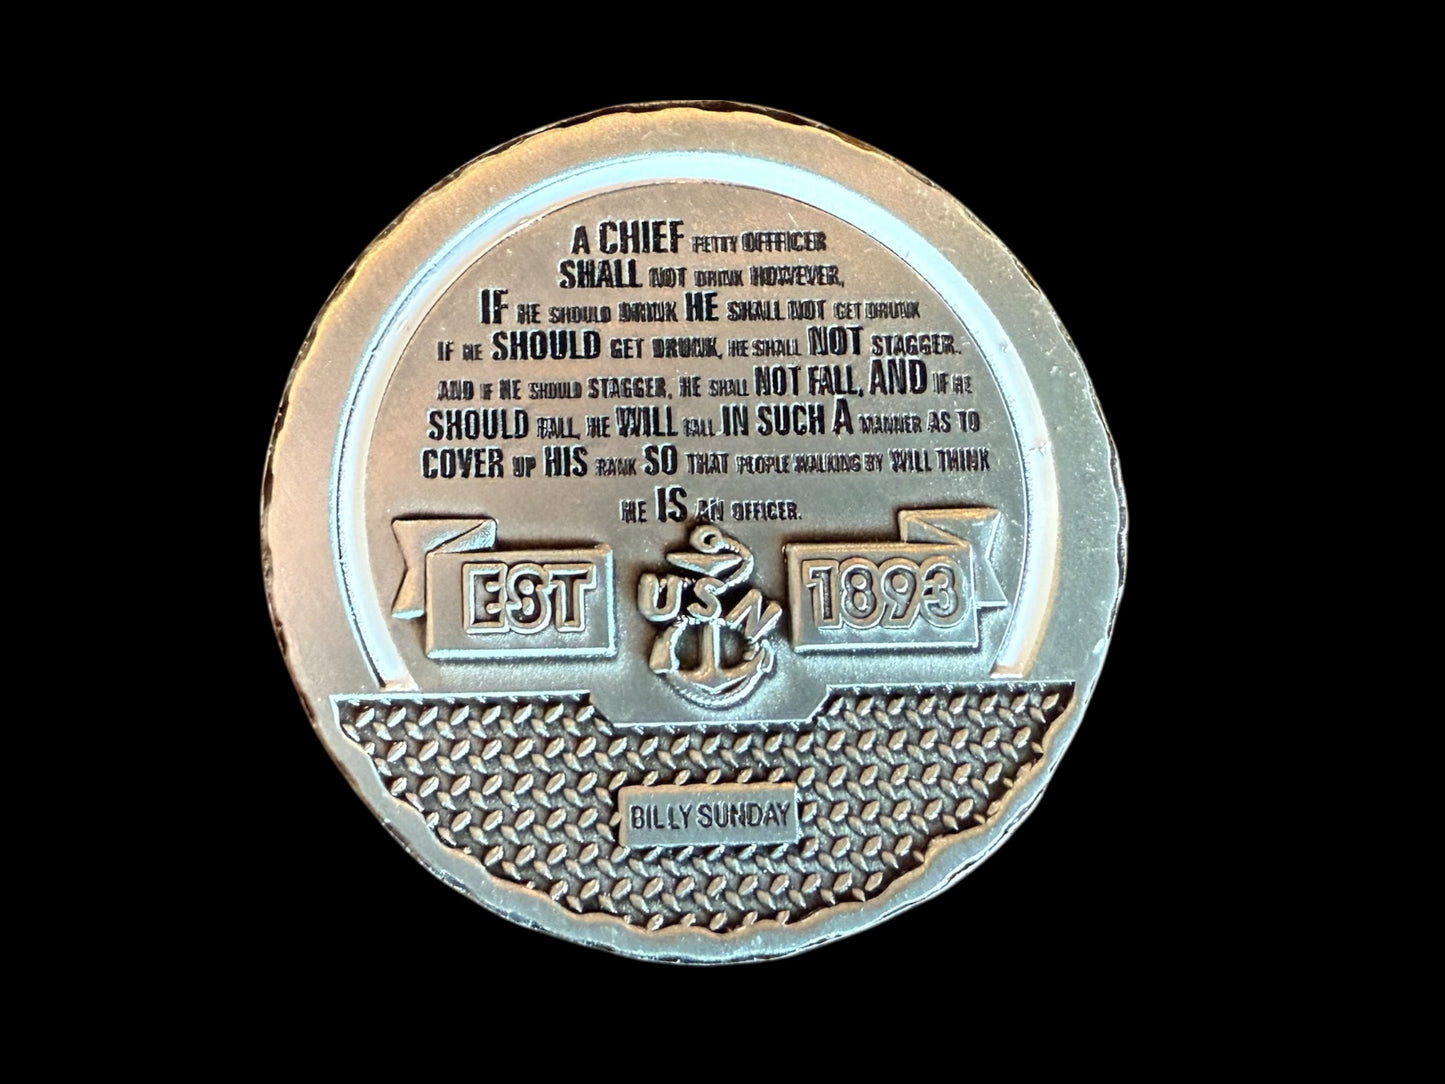 A CHIEF PETTY OFFFICER
SHALL NOT DRINK HOWEVER,
IF HE SHOULD DRINK HE SHALL NOT GET DRUNK
IF HE SHOULD GET DRUNK, HE SHALL NOT STAGGER.
AND IF HE SHOULD STAGGER, HE SHALL NOT FALL, AND IF HE
SHOULD FALL, HE WILL FALL IN SUCH A MANNER AS TO
COVER UP HIS RANK SO THAT PEOPLE WALKING BY WILL THINK
HE IS AN OFFICER.
EST USN 1893
BILLY SUNDAY